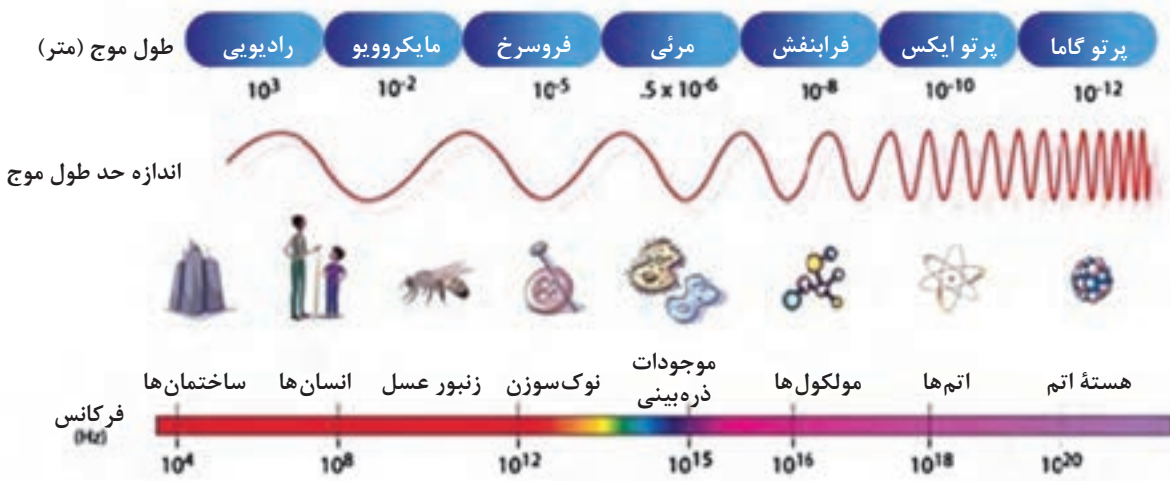 طول موج (متر) رادیویی مایکروویو فروسرخ مرئی فرابنفش پرتو ایکس پرتو گاما
10³ 10⁻² 10⁻⁵ .5 x 10⁻⁶ 10⁻⁸ 10⁻¹⁰ 10⁻¹²
اندازه حد طول موج
ساختمان‌ها انسان‌ها زنبور عسل نوک‌سوزن موجودات ذره‌بینی مولکول‌ها اتم‌ها هستهٔ اتم
فرکانس
(Hz)
10⁴ 10⁸ 10¹² 10¹⁵ 10¹⁶ 10¹⁸ 10²⁰